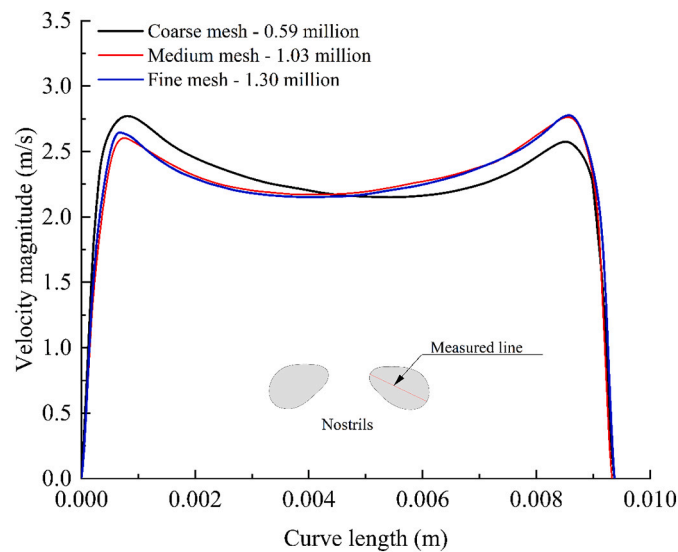 Coarse mesh - 0.59 million
Medium mesh - 1.03 million
Fine mesh - 1.30 million
3.5
3.0
2.5
2.0
1.5
1.0
0.5
0.0
Velocity magnitude (m/s)
Measured line
Nostrils
0.000 0.002 0.004 0.006 0.008 0.010
Curve length (m)